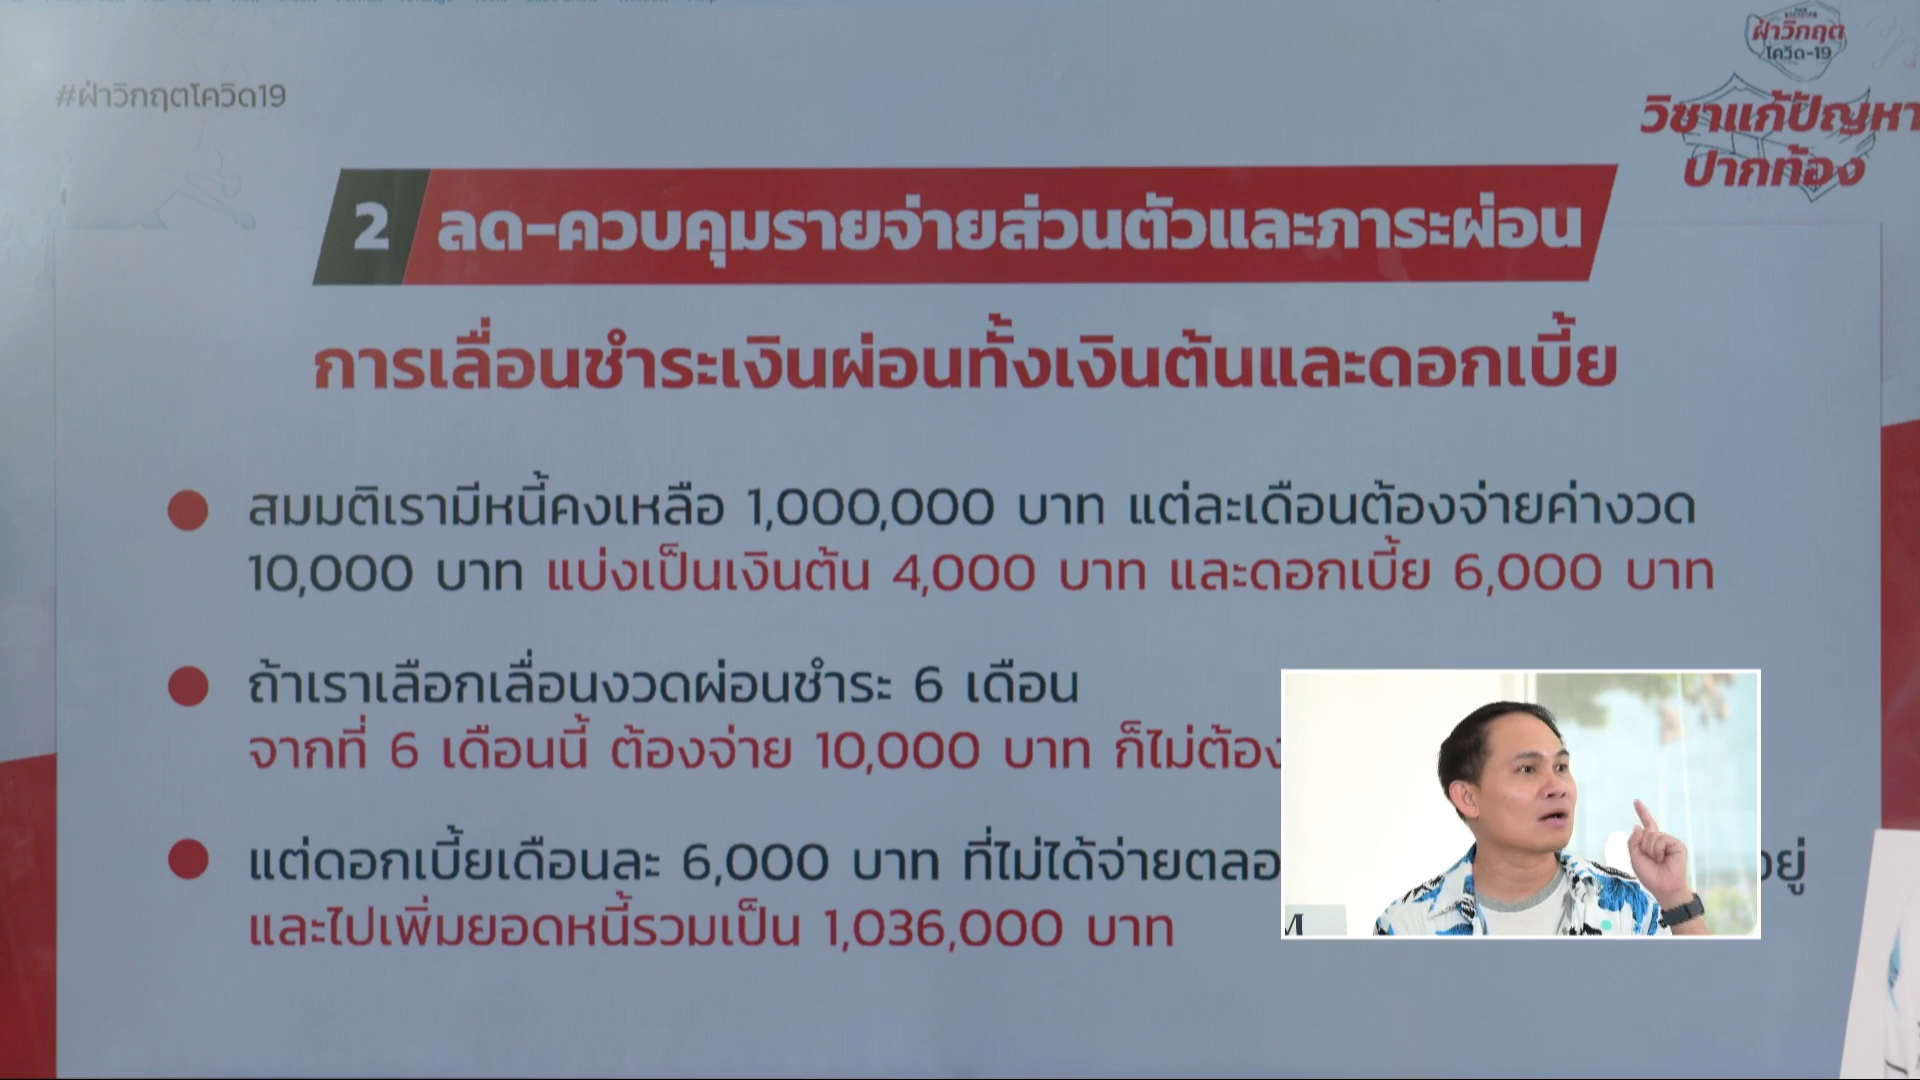 #ฝ่าวิกฤตโควิด19
ฝ่าวิกฤต
โควิด-19
วิชาแก้ปัญหา
ปากท้อง
2 ลด-ควบคุมรายจ่ายส่วนตัวและภาระผ่อน
การเลื่อนชำระเงินผ่อนทั้งเงินต้นและดอกเบี้ย
สมมติเรามีหนี้คงเหลือ 1,000,000 บาท แต่ละเดือนต้องจ่ายค่างวด
10,000 บาท แบ่งเป็นเงินต้น 4,000 บาท และดอกเบี้ย 6,000 บาท
ถ้าเราเลือกเลื่อนงวดผ่อนชำระ 6 เดือน
จากที่ 6 เดือนนี้ ต้องจ่าย 10,000 บาท ก็ไม่ต้อง
แต่ดอกเบี้ยเดือนละ 6,000 บาท ที่ไม่ได้จ่ายตลอ อยู่
และไปเพิ่มยอดหนี้รวมเป็น 1,036,000 บาท